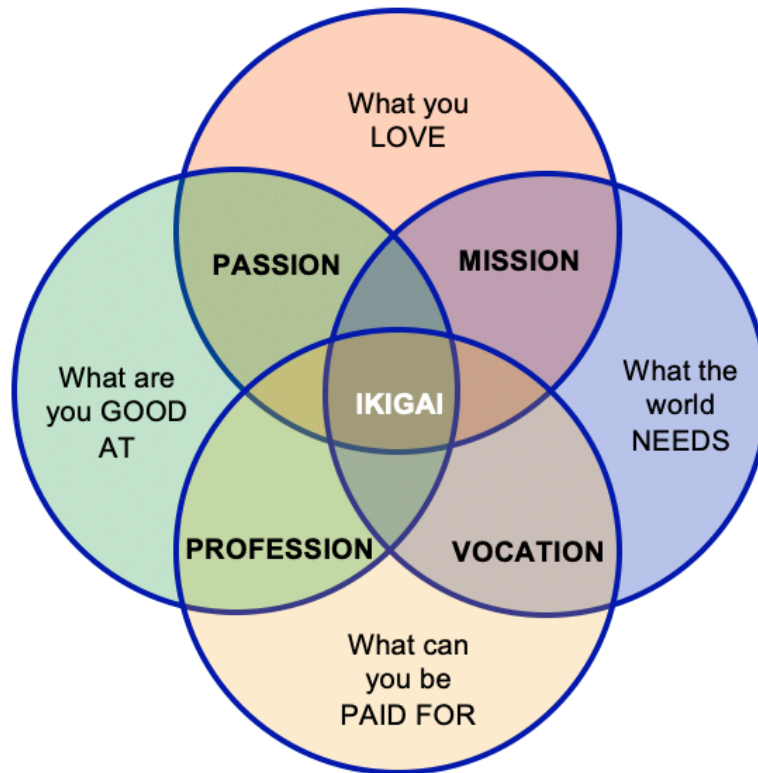 What you
LOVE
PASSION
MISSION
What are
you GOOD
AT
IKIGAI
What the
world
NEEDS
PROFESSION
VOCATION
What can
you be
PAID FOR